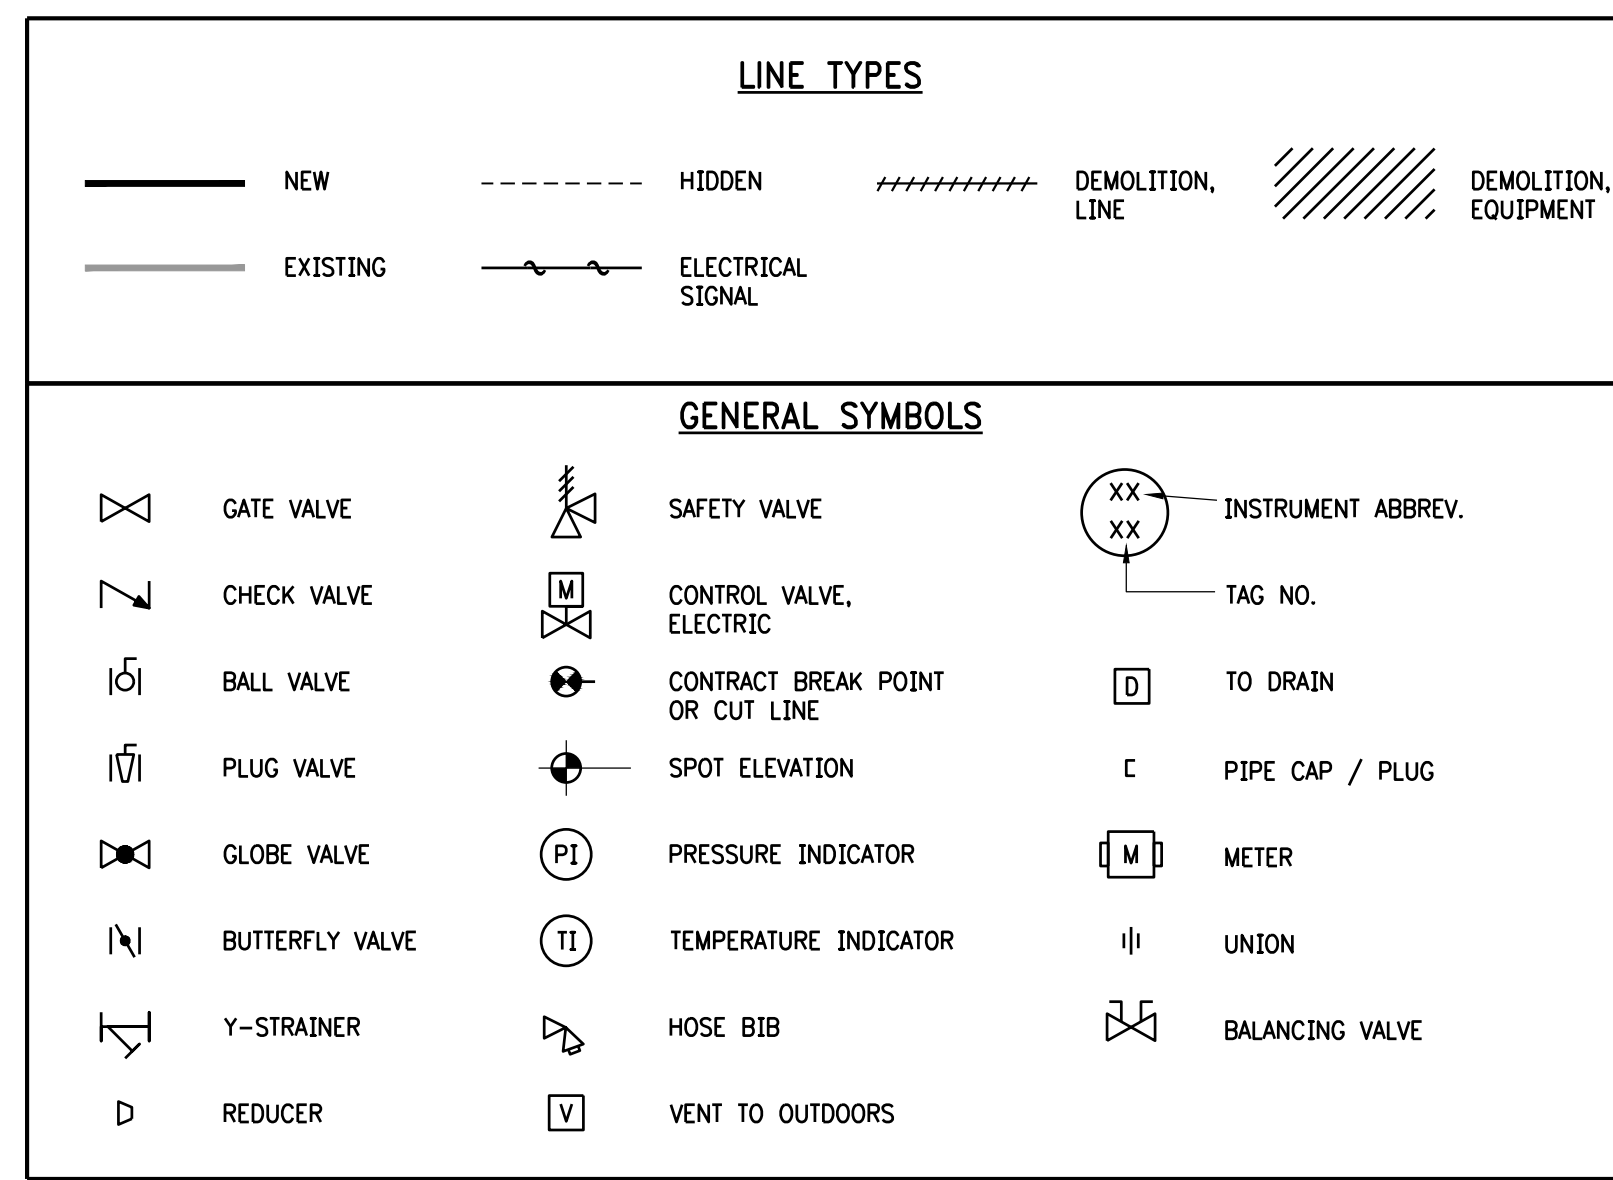 LINE TYPES
NEW
HIDDEN
DEMOLITION,
LINE
DEMOLITION,
EQUIPMENT
EXISTING
ELECTRICAL
SIGNAL
GENERAL SYMBOLS
GATE VALVE
SAFETY VALVE
XX
XX
INSTRUMENT ABBREV.
TAG NO.
CHECK VALVE
M
CONTROL VALVE,
ELECTRIC
BALL VALVE
CONTRACT BREAK POINT
OR CUT LINE
D
TO DRAIN
PLUG VALVE
SPOT ELEVATION
PIPE CAP / PLUG
GLOBE VALVE
PI
PRESSURE INDICATOR
M
METER
BUTTERFLY VALVE
TI
TEMPERATURE INDICATOR
UNION
Y-STRAINER
HOSE BIB
BALANCING VALVE
REDUCER
V
VENT TO OUTDOORS